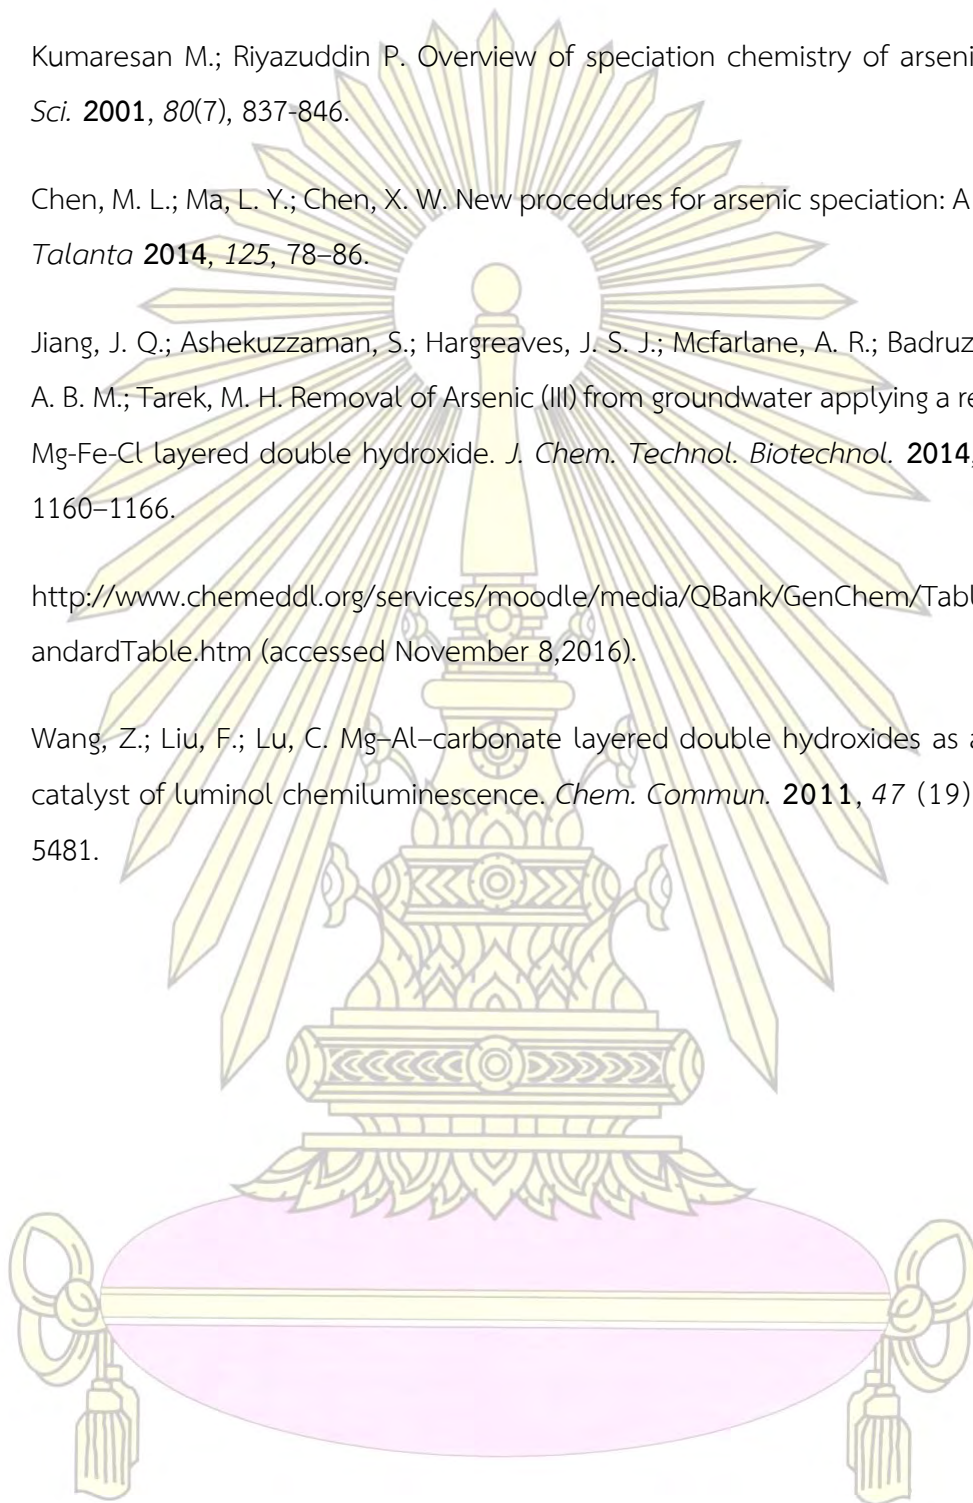 Kumaresan M.; Riyazuddin P. Overview of speciation chemistry of arseni
Sci. 2001, 80(7), 837-846.
Chen, M. L.; Ma, L. Y.; Chen, X. W. New procedures for arsenic speciation: A
Talanta 2014, 125, 78–86.
Jiang, J. Q.; Ashekuzzaman, S.; Hargreaves, J. S. J.; Mcfarlane, A. R.; Badruz
A. B. M.; Tarek, M. H. Removal of Arsenic (III) from groundwater applying a re
Mg-Fe-Cl layered double hydroxide. J. Chem. Technol. Biotechnol. 2014,
1160–1166.
http://www.chemeddl.org/services/moodle/media/QBank/GenChem/Tabl
andardTable.htm (accessed November 8,2016).
Wang, Z.; Liu, F.; Lu, C. Mg–Al–carbonate layered double hydroxides as a
catalyst of luminol chemiluminescence. Chem. Commun. 2011, 47 (19)
5481.